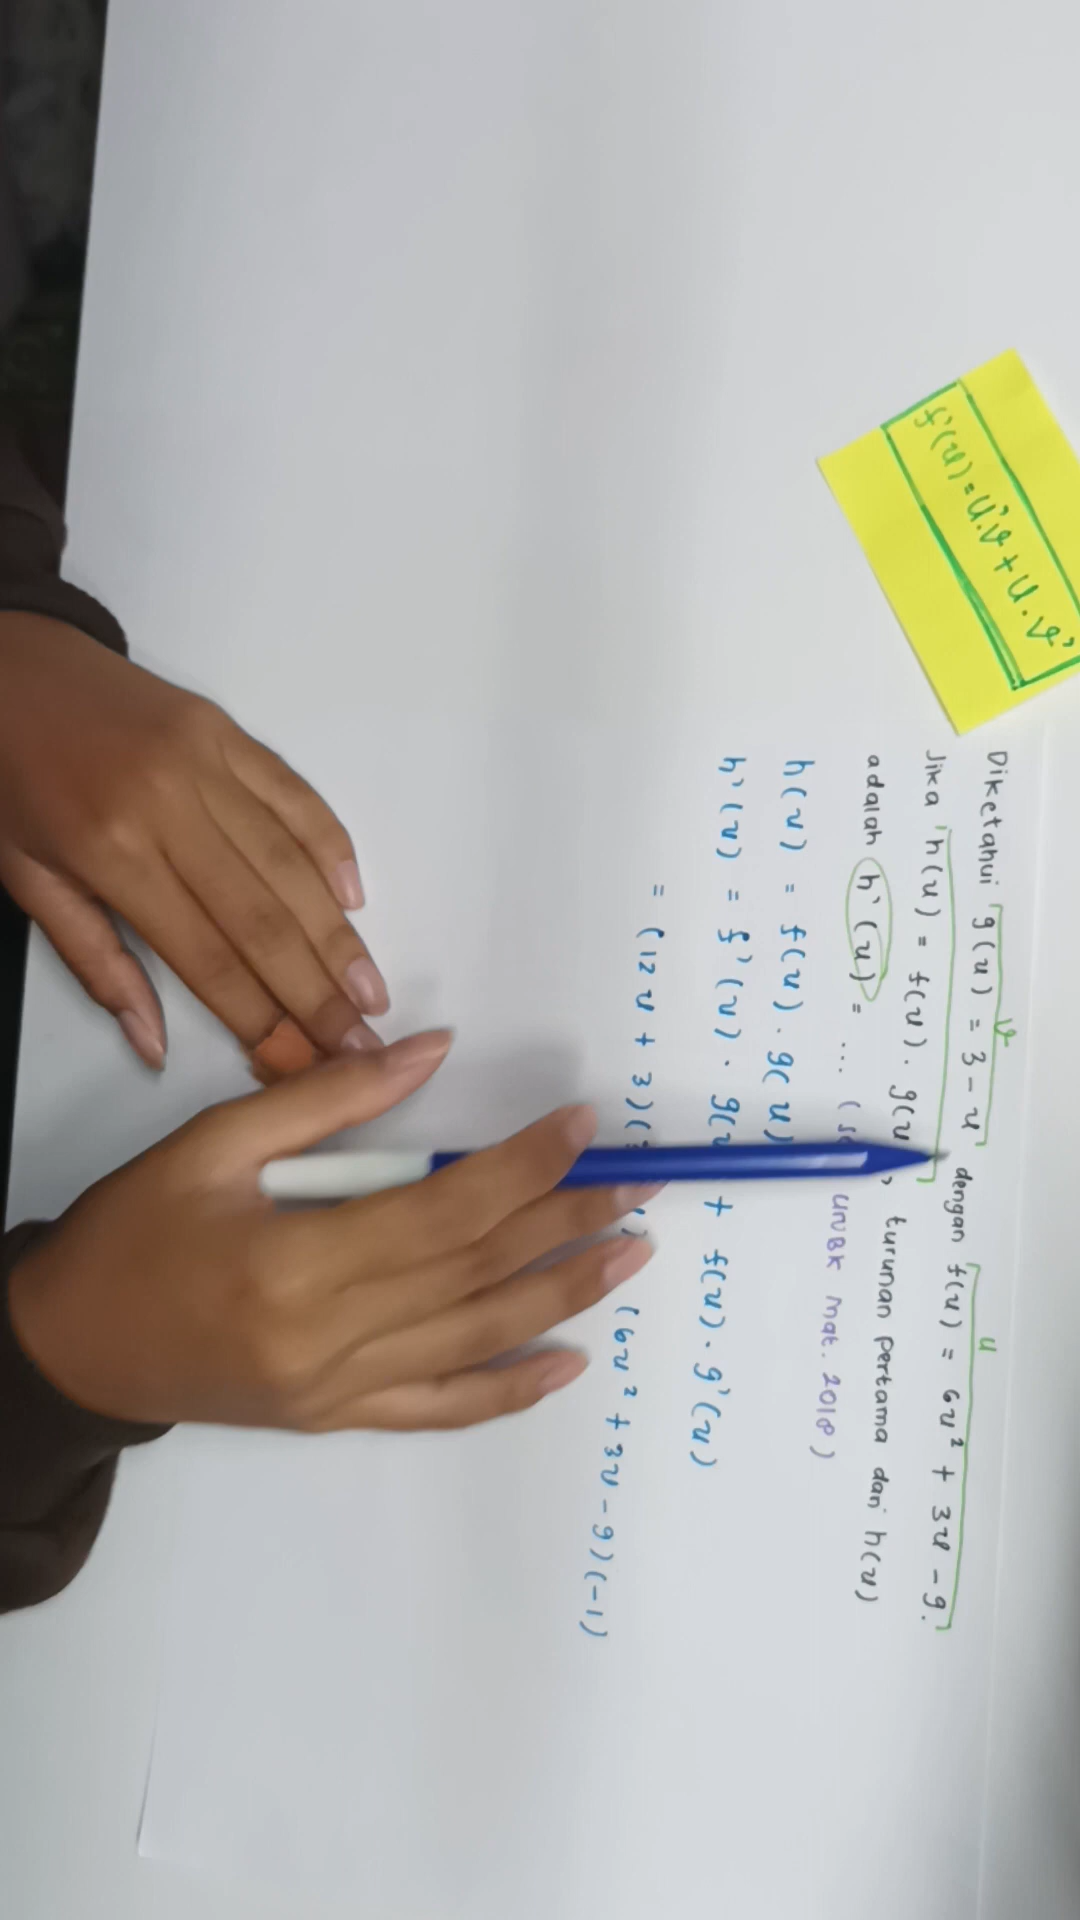 f'(u)=u'.v+u.v'
v u
Diketahui g(u) = 3 - u dengan f(u) = 6u² + 3u - 9.
Jika h(u) = f(u). g(u , turunan pertama dari h(u)
adalah h'(u) = ... ( UNBK Mat. 2018)
h(u) = f(u). g(u)
h'(u) = f'(u). g(u + f(u). g'(u)
= (12u + 3)( ) (6u² + 3u - 9)(-1)